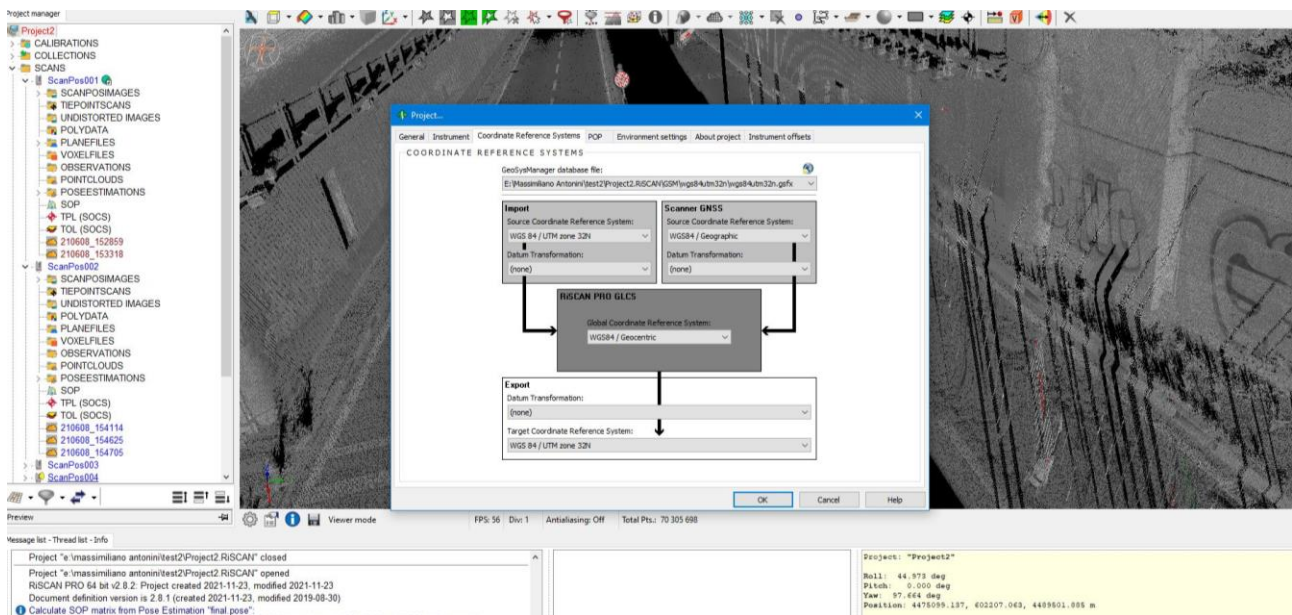 Project manager
Project2
CALIBRATIONS
COLLECTIONS
SCANS
ScanPos001
SCANPOSIMAGES
TIEPOINTSCANS
UNDISTORTED IMAGES
POLYDATA
PLANEFILES
VOXELFILES
OBSERVATIONS
POINTCLOUDS
POSEESTIMATIONS
SOP
TPL (SOCS)
TOL (SOCS)
210608_152859
210608_153318
ScanPos002
SCANPOSIMAGES
TIEPOINTSCANS
UNDISTORTED IMAGES
POLYDATA
PLANEFILES
VOXELFILES
OBSERVATIONS
POINTCLOUDS
POSEESTIMATIONS
SOP
TPL (SOCS)
TOL (SOCS)
210608_154114
210608_154625
210608_154705
ScanPos003
ScanPos004
Preview
Project...
General Instrument Coordinate Reference Systems POP Environment settings About project Instrument offsets
COORDINATE REFERENCE SYSTEMS
GeoSysManager database file:
E:\Massimiliano Antonini\test2\Project2.RiSCAN\GSM\wgs84utm32n\wgs84utm32n.gsfx
Import
Source Coordinate Reference System:
WGS 84 / UTM zone 32N
Datum Transformation:
(none)
Scanner GNSS
Source Coordinate Reference System:
WGS84 / Geographic
Datum Transformation:
(none)
RiSCAN PRO GLCS
Global Coordinate Reference System:
WGS84 / Geocentric
Export
Datum Transformation:
(none)
Target Coordinate Reference System:
WGS 84 / UTM zone 32N
OK Cancel Help
Viewer mode FPS: 56 Div: 1 Antialiasing: Off Total Pts.: 70 305 698
Message list - Thread list - Info
Project "e:\massimiliano antonini\test2\Project2.RiSCAN" closed
Project "e:\massimiliano antonini\test2\Project2.RiSCAN" opened
RiSCAN PRO 64 bit v2.8.2: Project created 2021-11-23, modified 2021-11-23
Document definition version is 2.8.1 (created 2021-11-23, modified 2019-08-30)
Calculate SOP matrix from Pose Estimation "final pose":
Project: "Project2"
Roll: 44.973 deg
Pitch: 0.000 deg
Yaw: 97.664 deg
Position: 4475099.137, 602207.063, 4489501.885 m